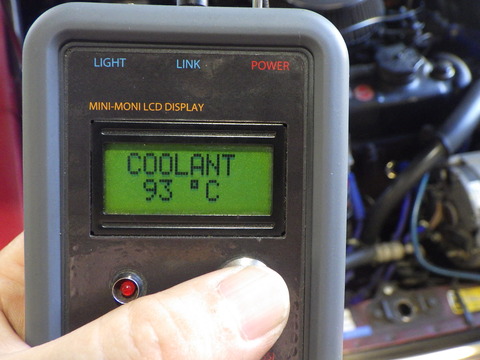 LIGHT LINK POWER
MINI-MONI LCD DISPLAY
COOLANT
93 °C